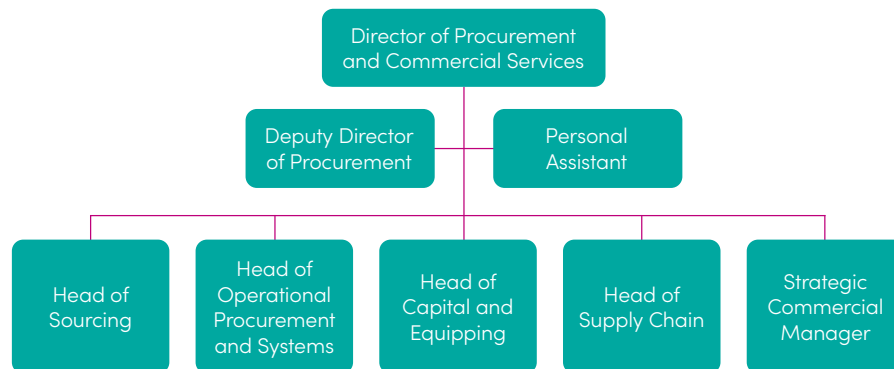 Director of Procurement
and Commercial Services
Deputy Director
of Procurement
Personal
Assistant
Head of
Sourcing
Head of
Operational
Procurement
and Systems
Head of
Capital and
Equipping
Head of
Supply Chain
Strategic
Commercial
Manager